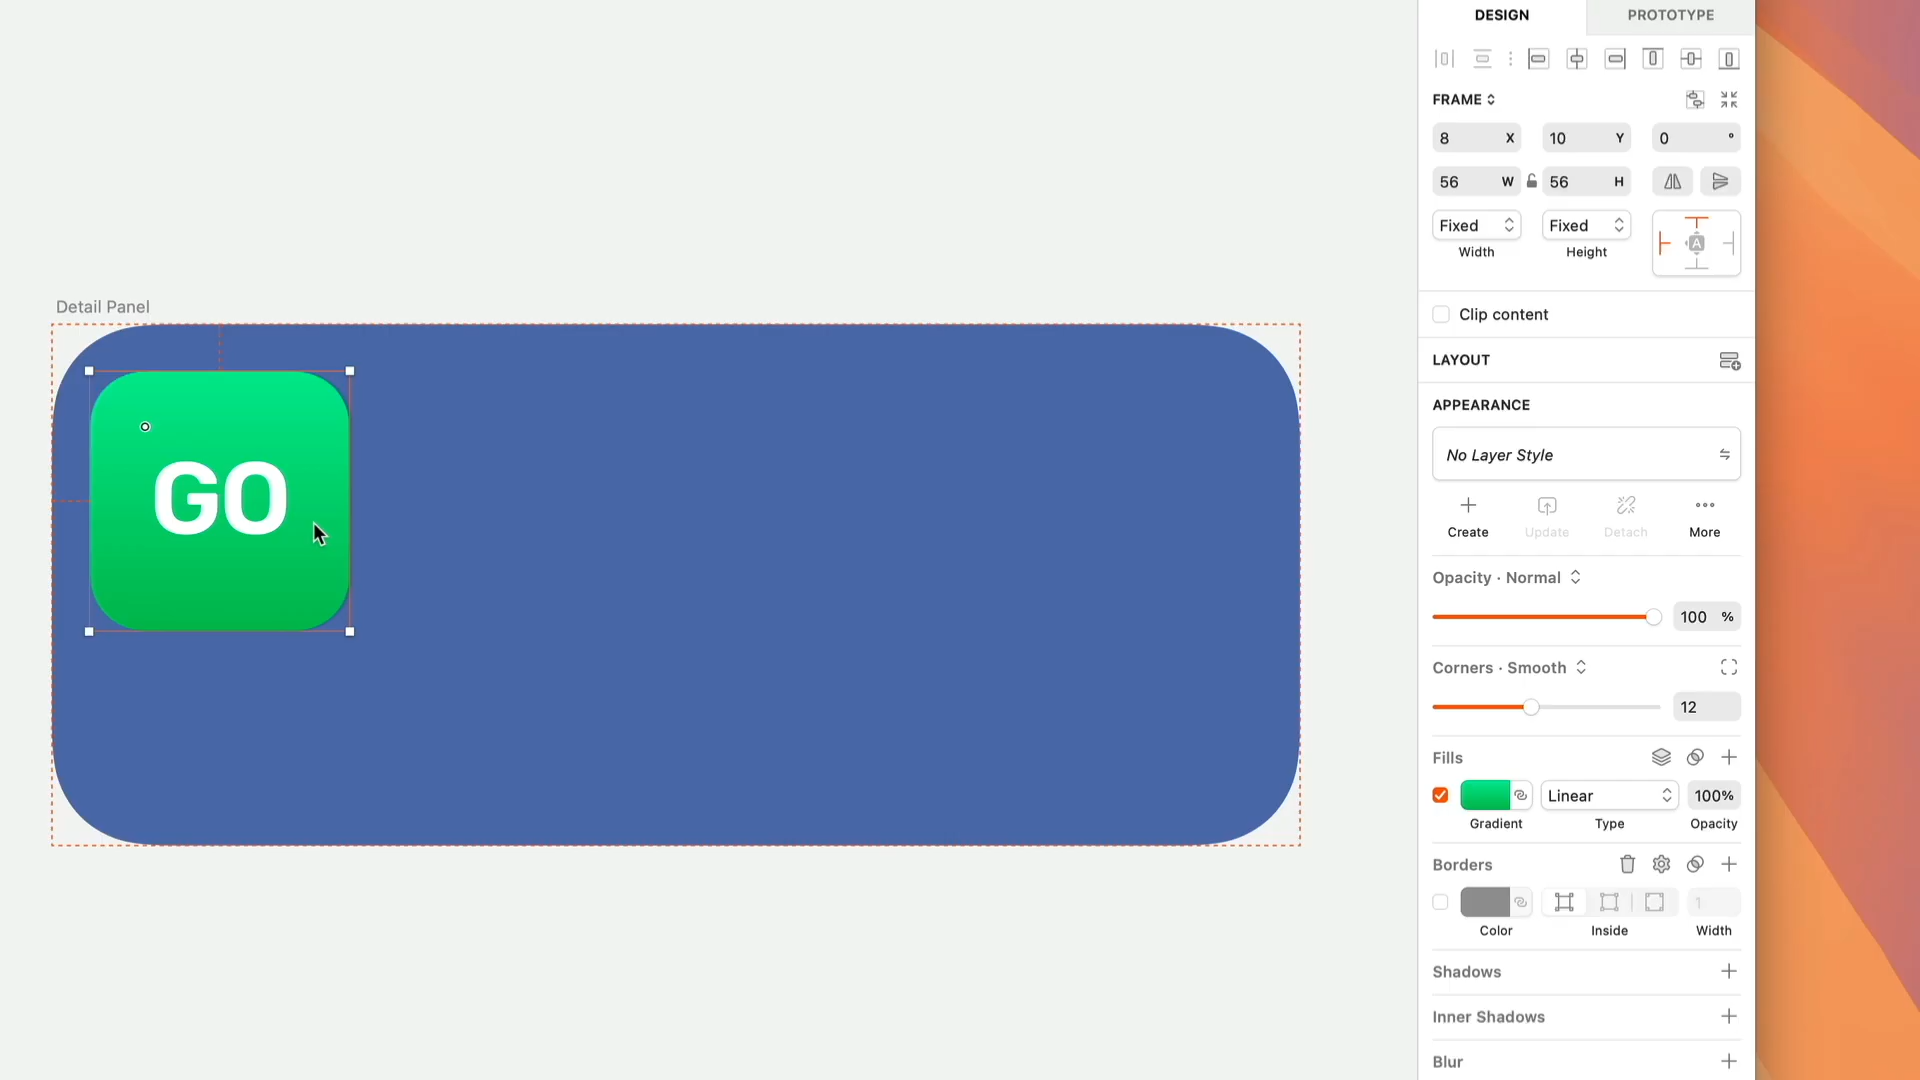 DESIGN PROTOTYPE
FRAME
8 X 10 Y 0 °
56 W 56 H
Fixed Fixed
A
Width Height
Clip content
Detail Panel
GO
LAYOUT
APPEARANCE
No Layer Style
Create Update Detach More
Opacity · Normal
100 %
Corners · Smooth
12
Fills
Linear 100%
Gradient Type Opacity
Borders
1
Color Inside Width
Shadows
Inner Shadows
Blur